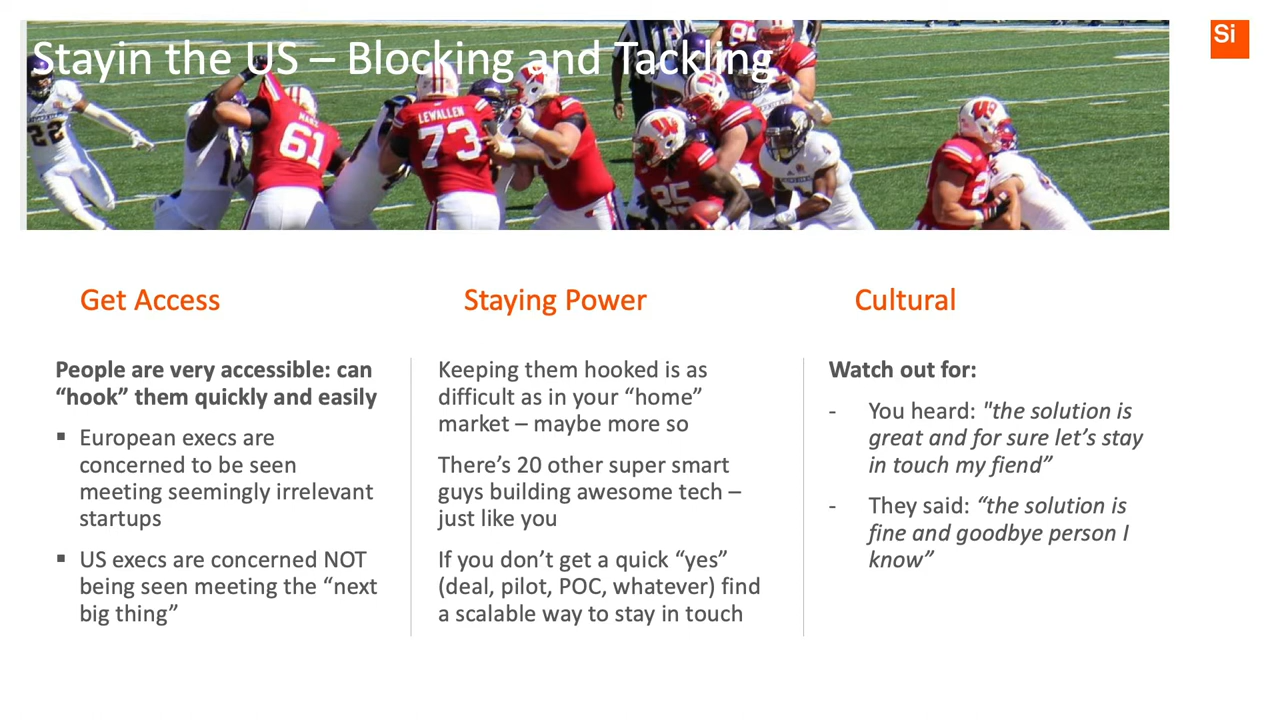 Stayin the US – Blocking and Tackling
Si
22
61
LEWALLEN
73
25
Get Access
People are very accessible: can
“hook” them quickly and easily
▪ European execs are
concerned to be seen
meeting seemingly irrelevant
startups
▪ US execs are concerned NOT
being seen meeting the “next
big thing”
Staying Power
Keeping them hooked is as
difficult as in your “home”
market – maybe more so
There’s 20 other super smart
guys building awesome tech –
just like you
If you don’t get a quick “yes”
(deal, pilot, POC, whatever) find
a scalable way to stay in touch
Cultural
Watch out for:
- You heard: "the solution is
great and for sure let’s stay
in touch my fiend”
- They said: “the solution is
fine and goodbye person I
know”